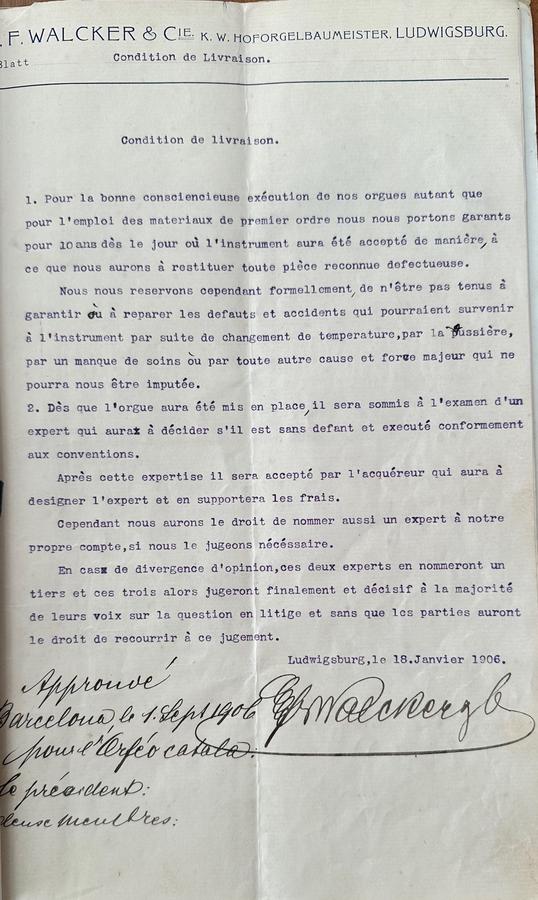 . F. WALCKER & CIE. K. W. HOFORGELBAUMEISTER, LUDWIGSBURG.
Blatt Condition de Livraison.
Condition de livraison.
1. Pour la bonne consciencieuse exécution de nos orgues autant que
pour l'emploi des materiaux de premier ordre nous nous portons garants
pour 10 ans dès le jour où l'instrument aura été accepté de manière, à
ce que nous aurons à restituer toute pièce reconnue defectueuse.
Nous nous reservons cependant formellement, de n'être pas tenus à
garantir où à reparer les defauts et accidents qui pourraient survenir
à l'instrument par suite de changement de temperature,par la pussière,
par un manque de soins où par toute autre cause et force majeur qui ne
pourra nous être imputée.
2. Dès que l'orgue aura été mis en place, il sera sommis à l'examen d'un
expert qui aura à décider s'il est sans defant et executé conformement
aux conventions.
Après cette expertise il sera accepté par l'acquéreur qui aura à
designer l'expert et en supportera les frais.
Cependant nous aurons le droit de nommer aussi un expert à notre
propre compte,si nous le jugeons nécéssaire.
En cas de divergence d'opinion,ces deux experts en nommeront un
tiers et ces trois alors jugeront finalement et décisif à la majorité
de leurs voix sur la question en litige et sans que les parties auront
le droit de recourrir à ce jugement.
Ludwigsburg,le 18.Janvier 1906.
Approuvé
Barcelona le 1. Sept 1906
pour l'Orféo català:
le président:
membres: